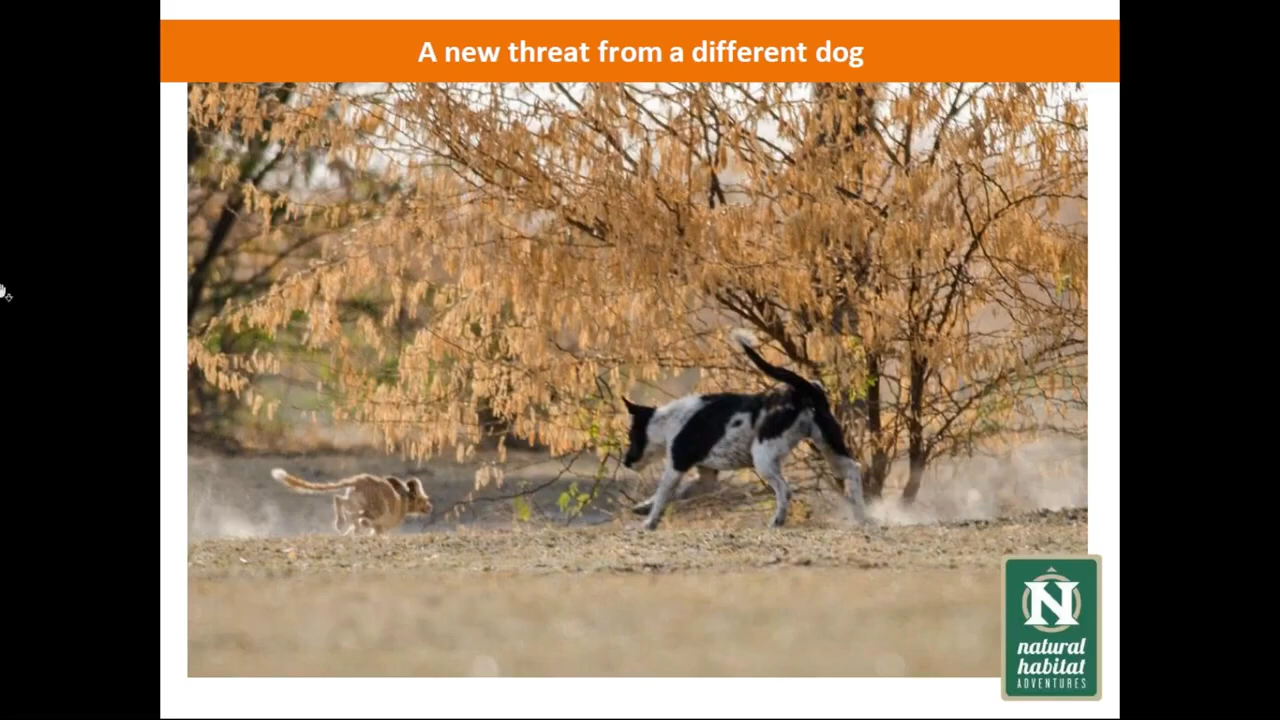 A new threat from a different dog
N
natural
habitat
ADVENTURES